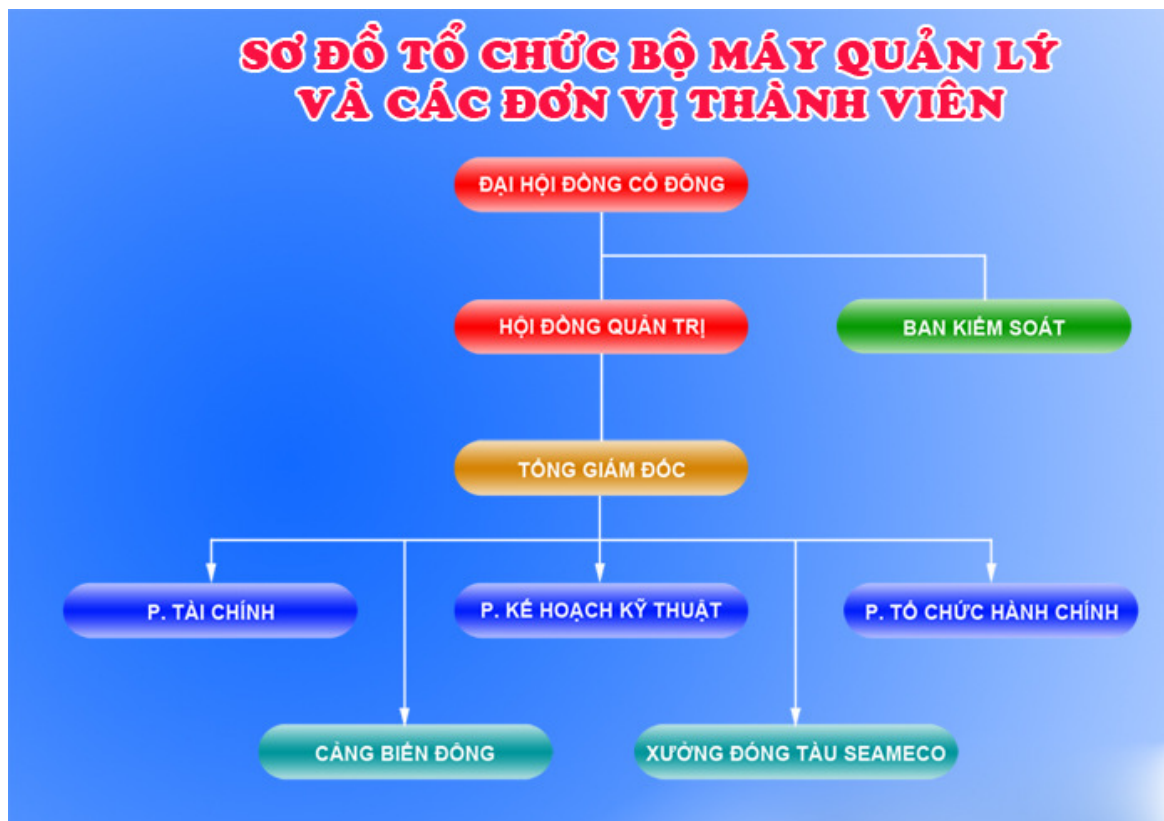 SƠ ĐỒ TỔ CHỨC BỘ MÁY QUẢN LÝ
VÀ CÁC ĐƠN VỊ THÀNH VIÊN
ĐẠI HỘI ĐỒNG CỔ ĐÔNG
HỘI ĐỒNG QUẢN TRỊ
BAN KIỂM SOÁT
TỔNG GIÁM ĐỐC
P. TÀI CHÍNH
P. KẾ HOẠCH KỸ THUẬT
P. TỔ CHỨC HÀNH CHÍNH
CẢNG BIỂN ĐÔNG
XƯỞNG ĐÓNG TÀU SEAMECO